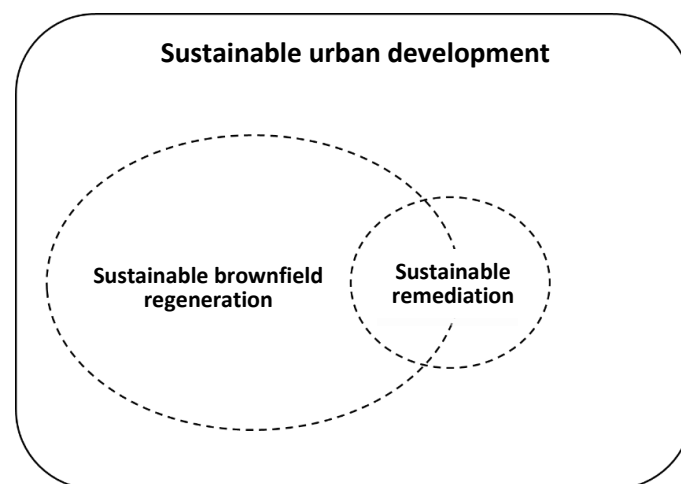 Sustainable urban development
Sustainable brownfield
regeneration
Sustainable
remediation